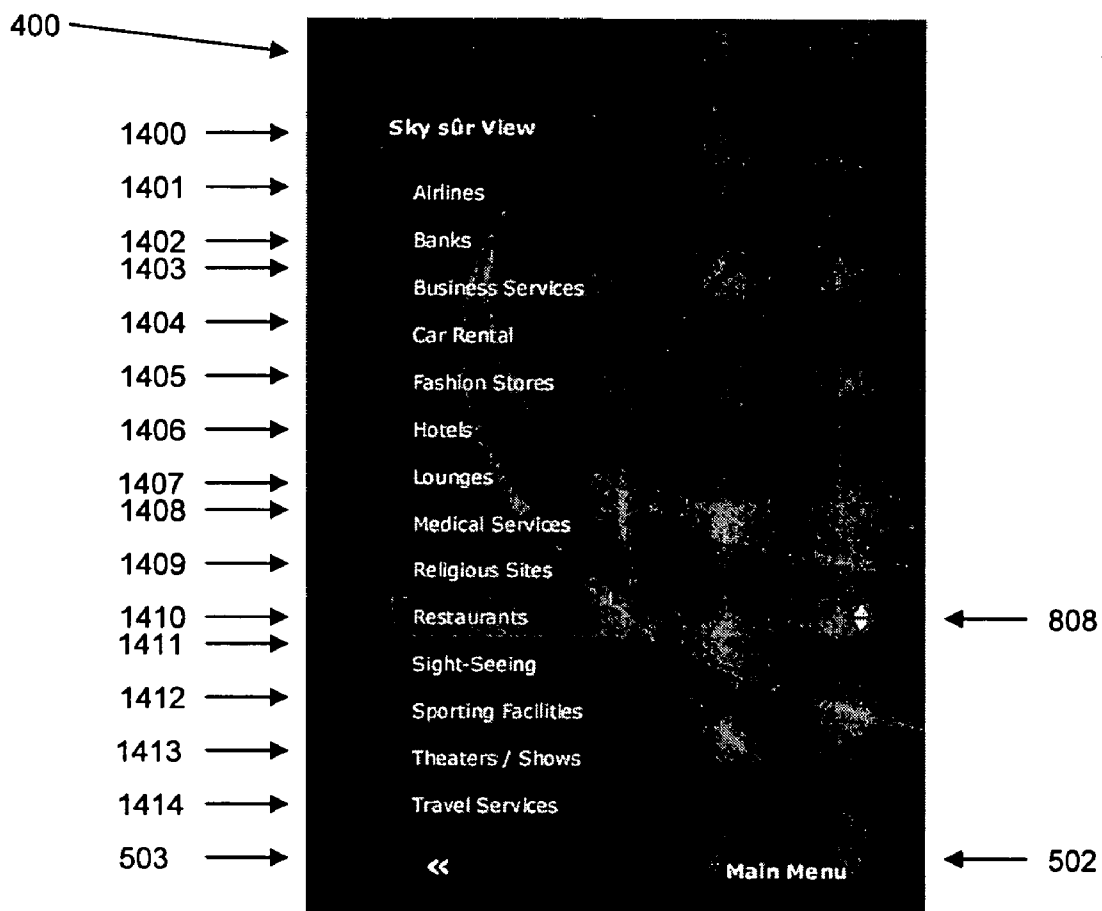 400
1400 Sky sûr View
1401 Airlines
1402 Banks
1403 Business Services
1404 Car Rental
1405 Fashion Stores
1406 Hotels
1407 Lounges
1408 Medical Services
1409 Religious Sites
1410 Restaurants 808
1411 Sight-Seeing
1412 Sporting Facilities
1413 Theaters / Shows
1414 Travel Services
503 « Main Menu 502